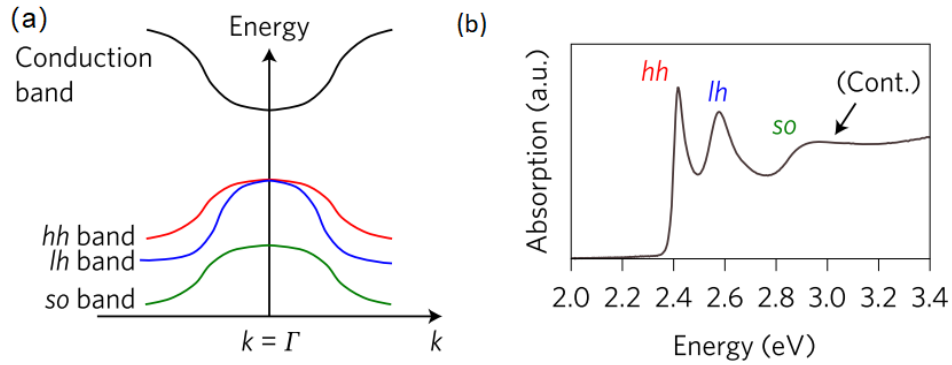 (a)
Energy
Conduction
band
hh band
lh band
so band
k = Γ
k
(b)
Absorption (a.u.)
hh
lh
so
(Cont.)
2.0 2.2 2.4 2.6 2.8 3.0 3.2 3.4
Energy (eV)